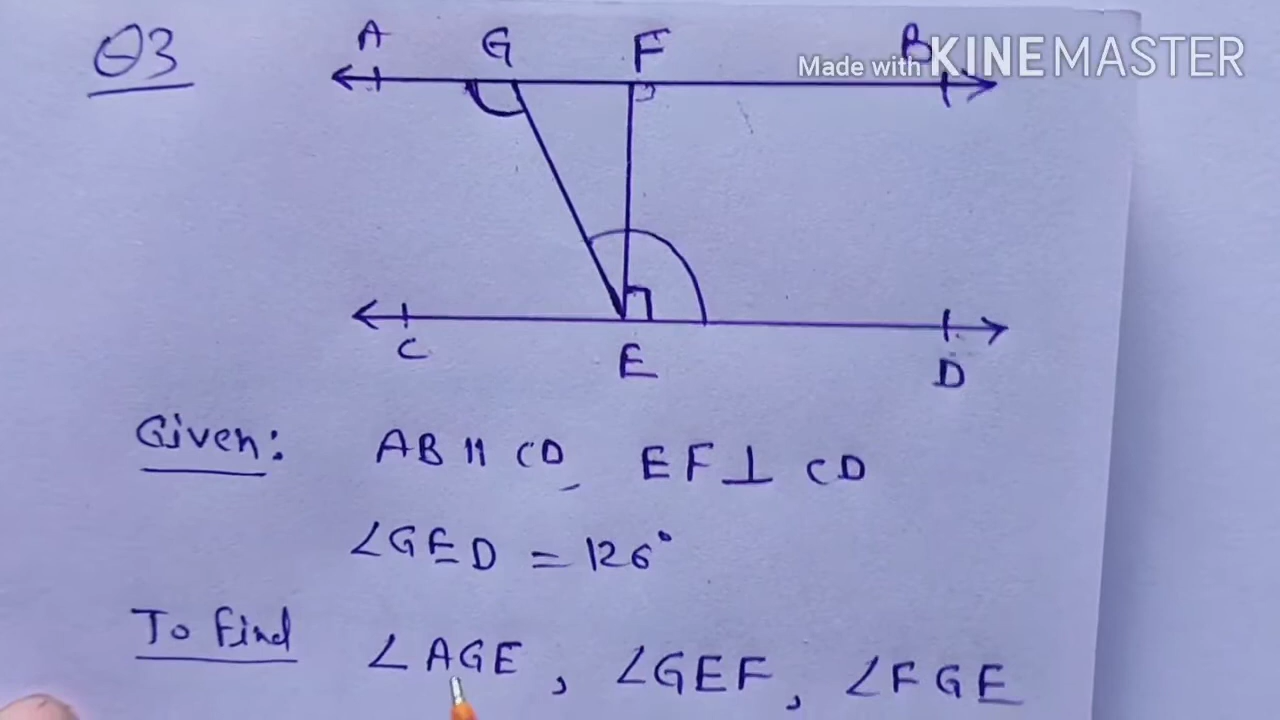 Q3
A G F B
Made with KINEMASTER
C E D
Given: AB || CD, EF ⊥ CD
∠GED = 126°
To Find ∠AGE, ∠GEF, ∠FGE